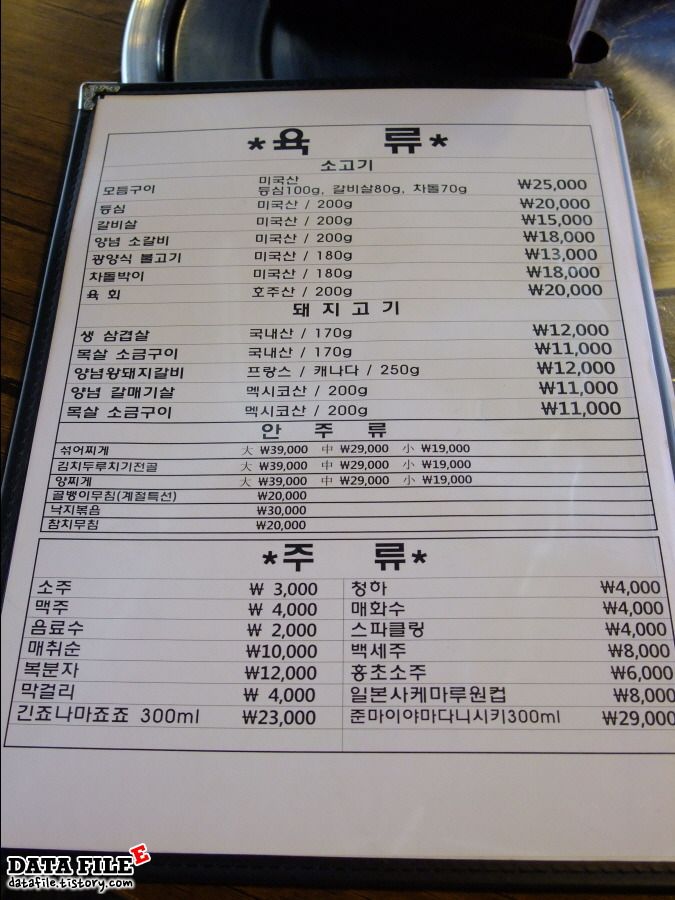 *육 류*
소고기
모듬구이 미국산 등심100g, 갈비살80g, 차돌70g ₩25,000
등심 미국산 / 200g ₩20,000
갈비살 미국산 / 200g ₩15,000
양념 소갈비 미국산 / 200g ₩18,000
광양식 불고기 미국산 / 180g ₩13,000
차돌박이 미국산 / 180g ₩18,000
육 회 호주산 / 200g ₩20,000
돼 지 고 기
생 삼겹살 국내산 / 170g ₩12,000
목살 소금구이 국내산 / 170g ₩11,000
양념왕돼지갈비 프랑스 / 캐나다 / 250g ₩12,000
양념 갈매기살 멕시코산 / 200g ₩11,000
목살 소금구이 멕시코산 / 200g ₩11,000
안 주 류
섞어찌게 大 ₩39,000 中 ₩29,000 小 ₩19,000
김치두루치기전골 大 ₩39,000 中 ₩29,000 小 ₩19,000
양찌게 大 ₩39,000 中 ₩29,000 小 ₩19,000
골뱅이무침(계절특선) ₩20,000
낙지볶음 ₩30,000
참치무침 ₩20,000
*주 류*
소주 ₩ 3,000 청하 ₩4,000
맥주 ₩ 4,000 매화수 ₩4,000
음료수 ₩ 2,000 스파클링 ₩4,000
매취순 ₩10,000 백세주 ₩8,000
복분자 ₩12,000 홍초소주 ₩6,000
막걸리 ₩ 4,000 일본사케마루원컵 ₩8,000
긴죠나마죠죠 300ml ₩23,000 준마이야마다니시키300ml ₩29,000
DATA FILE E
datafile.tistory.com